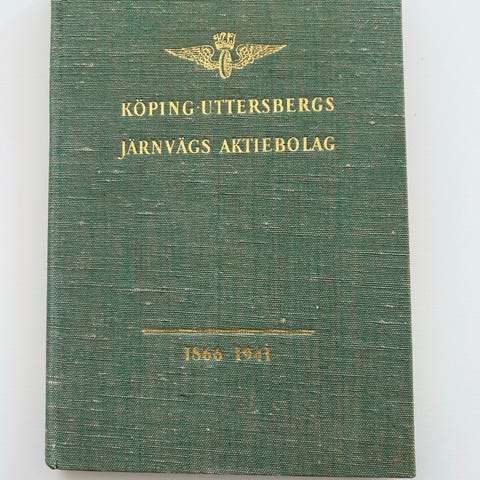 KÖPING-UTTERSBERGS
JÄRNVÄGS AKTIEBOLAG
1866-1941